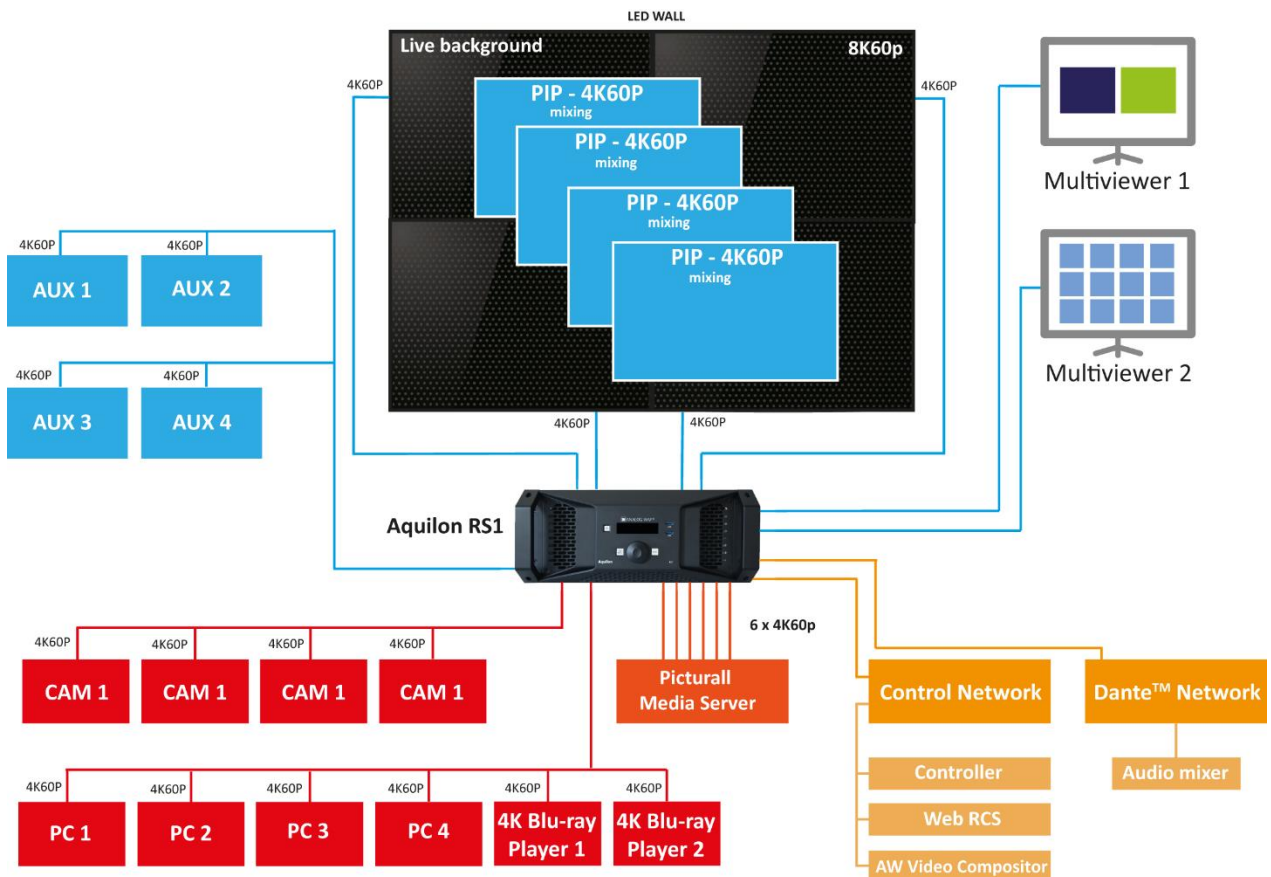 LED WALL
Live background
8K60p
4K60P
4K60P
PIP - 4K60P
mixing
PIP - 4K60P
mixing
PIP - 4K60P
mixing
PIP - 4K60P
mixing
Multiviewer 1
Multiviewer 2
4K60P
4K60P
AUX 1
AUX 2
4K60P
4K60P
AUX 3
AUX 4
4K60P
4K60P
Aquilon RS1
6 x 4K60p
4K60P
4K60P
4K60P
4K60P
CAM 1
CAM 1
CAM 1
CAM 1
Picturall
Media Server
Control Network
Dante™ Network
4K60P
4K60P
4K60P
4K60P
4K60P
4K60P
PC 1
PC 2
PC 3
PC 4
4K Blu-ray
Player 1
4K Blu-ray
Player 2
Controller
Web RCS
AW Video Compositor
Audio mixer